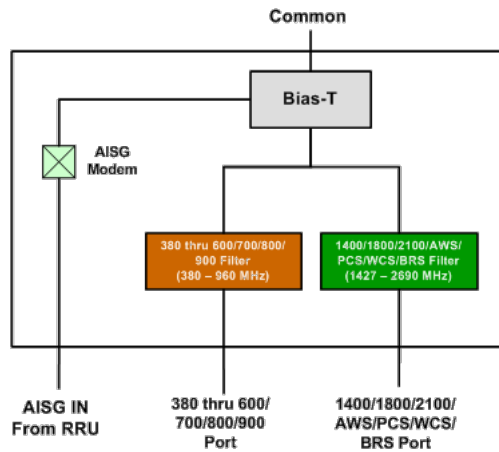 Common
Bias-T
AISG
Modem
380 thru 600/700/800/
900 Filter
(380 – 960 MHz)
1400/1800/2100/AWS/
PCS/WCS/BRS Filter
(1427 – 2690 MHz)
AISG IN
From RRU
380 thru 600/
700/800/900
Port
1400/1800/2100/
AWS/PCS/WCS/
BRS Port